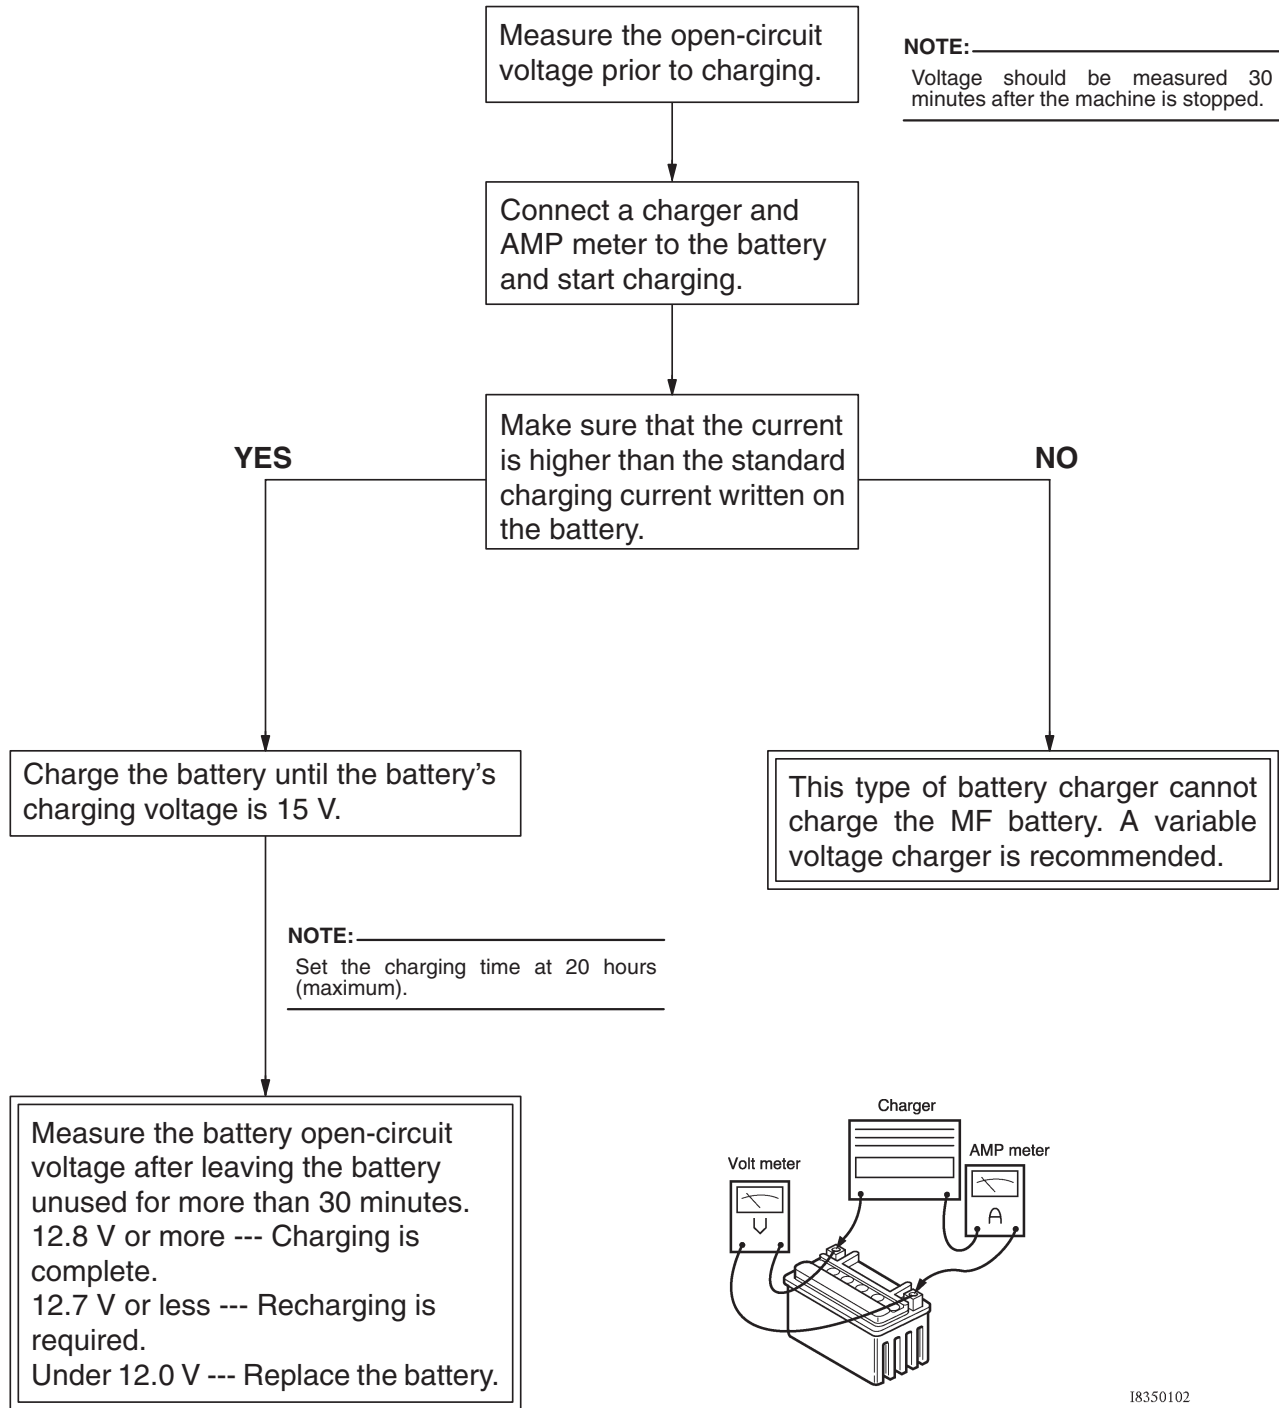 Measure the open-circuit
voltage prior to charging.
NOTE:
Voltage should be measured 30
minutes after the machine is stopped.
Connect a charger and
AMP meter to the battery
and start charging.
Make sure that the current
is higher than the standard
charging current written on
the battery.
YES
NO
Charge the battery until the battery’s
charging voltage is 15 V.
This type of battery charger cannot
charge the MF battery. A variable
voltage charger is recommended.
NOTE:
Set the charging time at 20 hours
(maximum).
Measure the battery open-circuit
voltage after leaving the battery
unused for more than 30 minutes.
12.8 V or more --- Charging is
complete.
12.7 V or less --- Recharging is
required.
Under 12.0 V --- Replace the battery.
Charger
Volt meter
AMP meter
V
A
I8350102